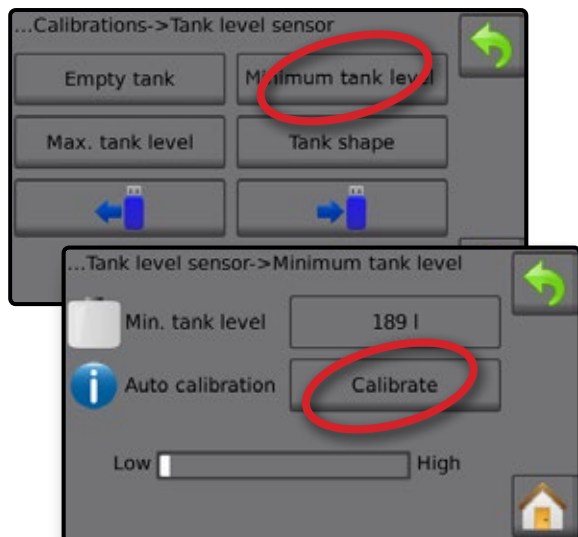 ...Calibrations->Tank level sensor
Empty tank
Minimum tank level
Max. tank level
Tank shape
...Tank level sensor->Minimum tank level
Min. tank level
189 l
Auto calibration
Calibrate
Low
High